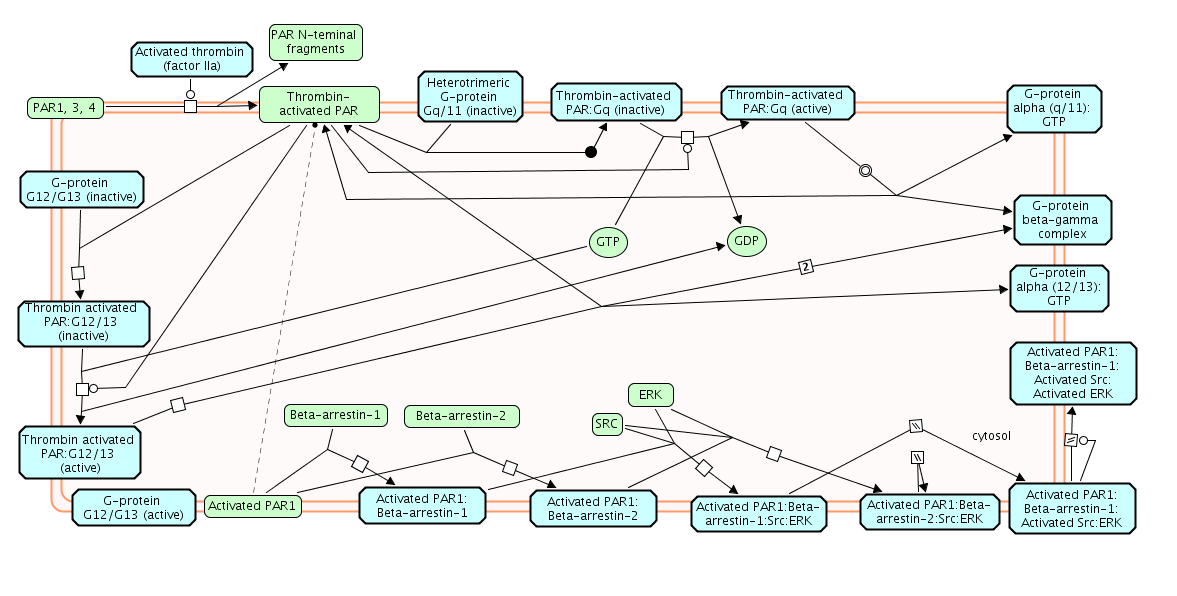 PAR N-teminal
fragments
Activated thrombin
(factor IIa)
PAR1, 3, 4
Thrombin-
activated PAR
Heterotrimeric
G-protein
Gq/11 (inactive)
Thrombin-activated
PAR:Gq (inactive)
Thrombin-activated
PAR:Gq (active)
G-protein
alpha (q/11):
GTP
G-protein
G12/G13 (inactive)
G-protein
beta-gamma
complex
GTP
GDP
2
G-protein
alpha (12/13):
GTP
Thrombin activated
PAR:G12/13
(inactive)
Activated PAR1:
Beta-arrestin-1:
Activated Src:
Activated ERK
ERK
Beta-arrestin-1
Beta-arrestin-2
SRC
cytosol
Thrombin activated
PAR:G12/13
(active)
G-protein
G12/G13 (active)
Activated PAR1
Activated PAR1:
Beta-arrestin-1
Activated PAR1:
Beta-arrestin-2
Activated PAR1:Beta-
arrestin-1:Src:ERK
Activated PAR1:Beta-
arrestin-2:Src:ERK
Activated PAR1:
Beta-arrestin-1:
Activated Src:ERK